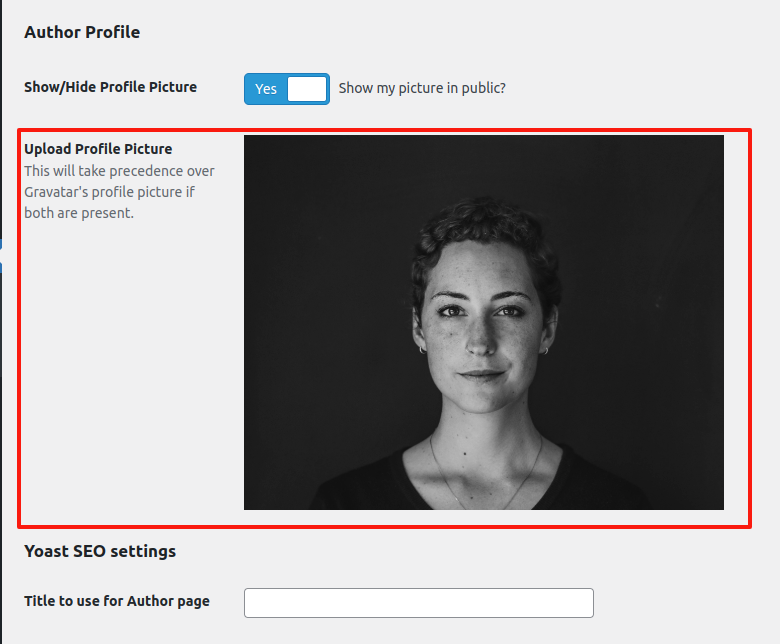 Author Profile
Show/Hide Profile Picture
Yes
Show my picture in public?
Upload Profile Picture
This will take precedence over
Gravatar's profile picture if
both are present.
Yoast SEO settings
Title to use for Author page